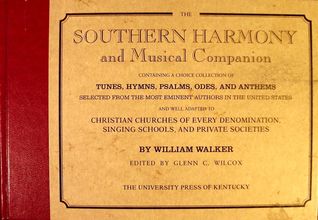 THE
SOUTHERN HARMONY
and Musical Companion
CONTAINING A CHOICE COLLECTION OF
TUNES, HYMNS, PSALMS, ODES, AND ANTHEMS
SELECTED FROM THE MOST EMINENT AUTHORS IN THE UNITED STATES
AND WELL ADAPTED TO
CHRISTIAN CHURCHES OF EVERY DENOMINATION,
SINGING SCHOOLS, AND PRIVATE SOCIETIES
BY WILLIAM WALKER
EDITED BY GLENN C. WILCOX
THE UNIVERSITY PRESS OF KENTUCKY